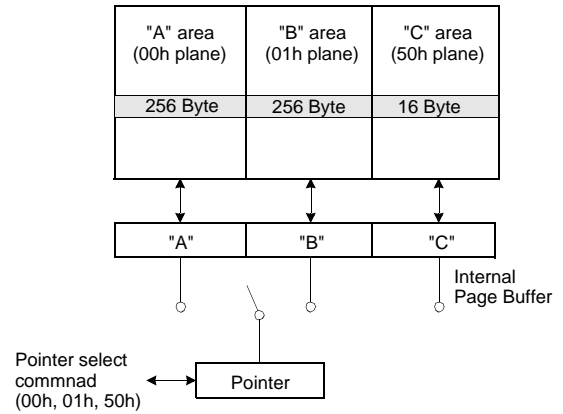 "A" area
(00h plane)
"B" area
(01h plane)
"C" area
(50h plane)
256 Byte
256 Byte
16 Byte
"A"
"B"
"C"
Internal
Page Buffer
Pointer select
commnad
(00h, 01h, 50h)
Pointer